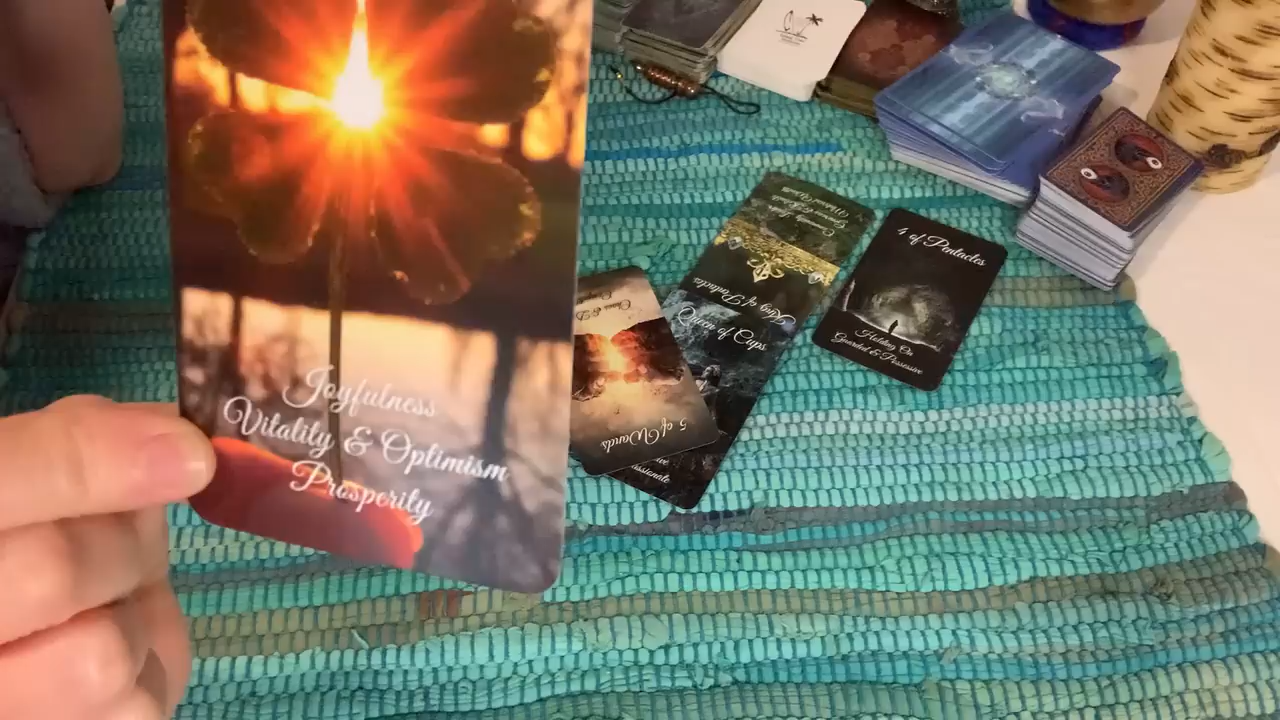 Joyfulness
Vitality & Optimism
Prosperity
4 of Pentacles
Holding On
Guarded & Possessive
King of Pentacles
Queen of Cups
5 of Wands